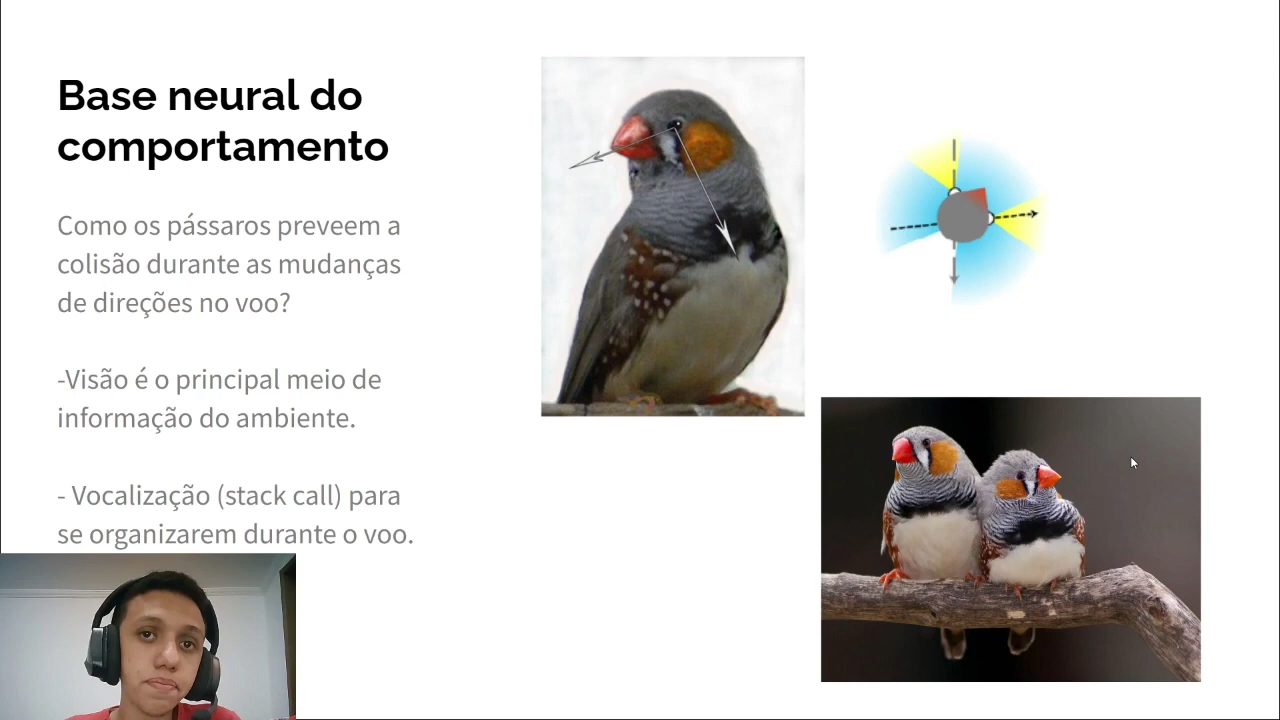 Base neural do
comportamento
Como os pássaros preveem a
colisão durante as mudanças
de direções no voo?
-Visão é o principal meio de
informação do ambiente.
- Vocalização (stack call) para
se organizarem durante o voo.